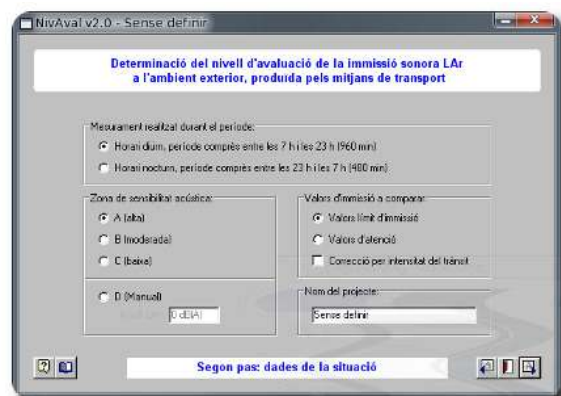 NivAval v2.0 - Sense definir
Determinació del nivell d'avaluació de la immissió sonora LAr
a l'ambient exterior, produïda pels mitjans de transport
Mesurament realitzat durant el període:
Horari diürn, període comprès entre les 7 h i les 23 h (960 min)
Horari nocturn, període comprès entre les 23 h i les 7 h (480 min)
Zona de sensibilitat acústica:
A (alta)
B (moderada)
C (baixa)
D (Manual)
0 dB(A)
Valors d'immissió a comparar
Valors límit d'immissió
Valors d'atenció
Correcció per intensitat del trànsit
Nom del projecte:
Sense definir
Segon pas: dades de la situació